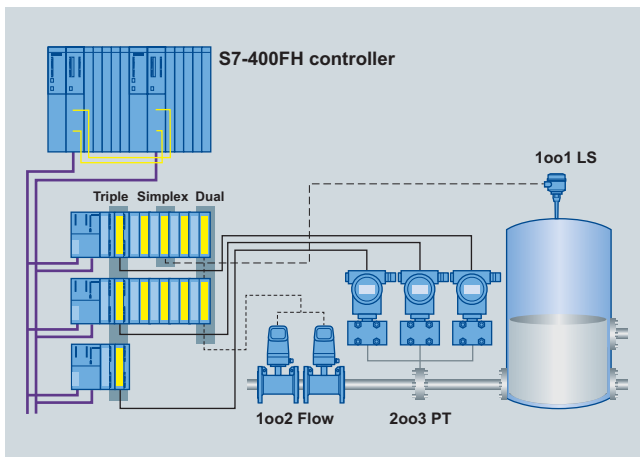 S7-400FH controller
1oo1 LS
Triple Simplex Dual
1oo2 Flow
2oo3 PT